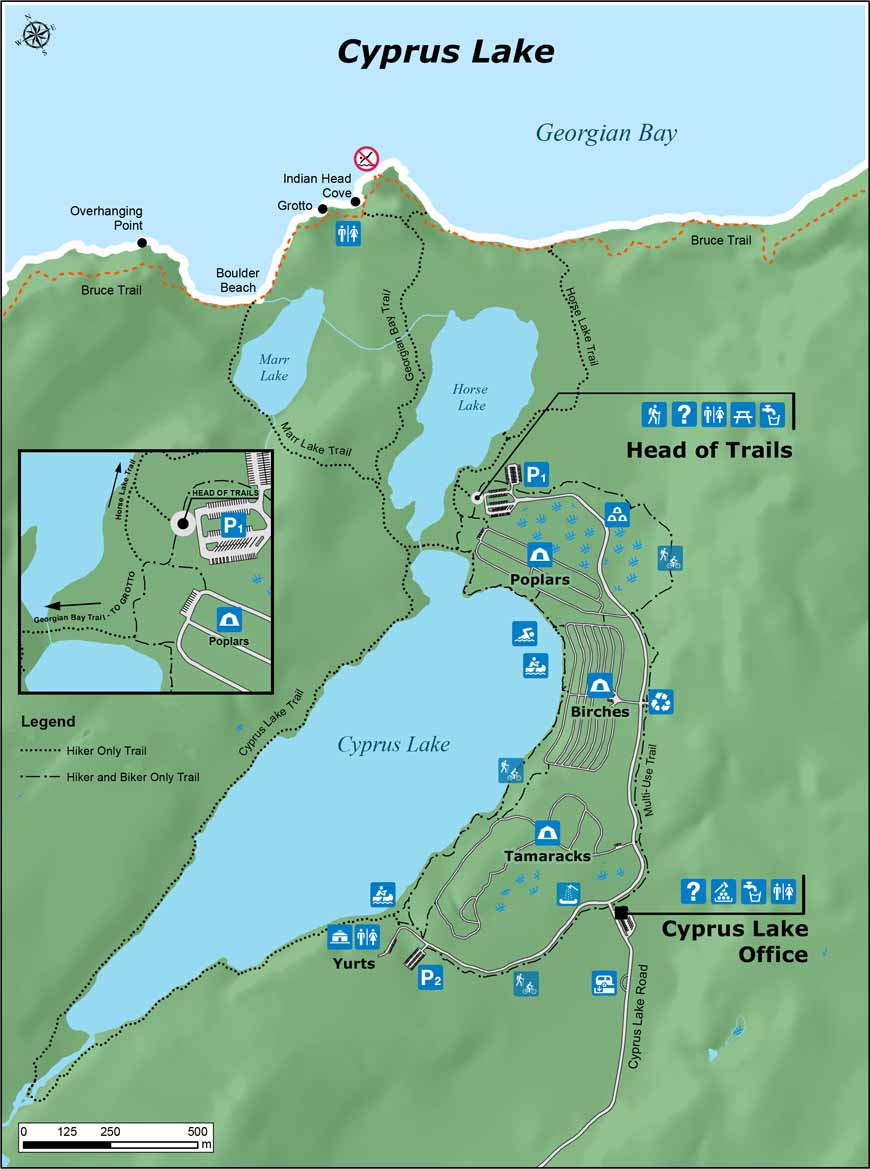 N
W
E
S
Cyprus Lake
Georgian Bay
Indian Head
Cove
Grotto
Overhanging
Point
Bruce Trail
Boulder
Beach
Bruce Trail
Marr
Lake
Georgian Bay Trail
Horse
Lake
Horse Lake Trail
Marr Lake Trail
?
Head of Trails
P1
Horse Lake Trail
HEAD OF TRAILS
P1
TO GROTTO
Georgian Bay Trail
Poplars
Poplars
Birches
Legend
Hiker Only Trail
Hiker and Biker Only Trail
Cyprus Lake Trail
Cyprus Lake
Multi-Use Trail
Tamaracks
?
Cyprus Lake
Office
Yurts
P2
Cyprus Lake Road
0 125 250 500
m